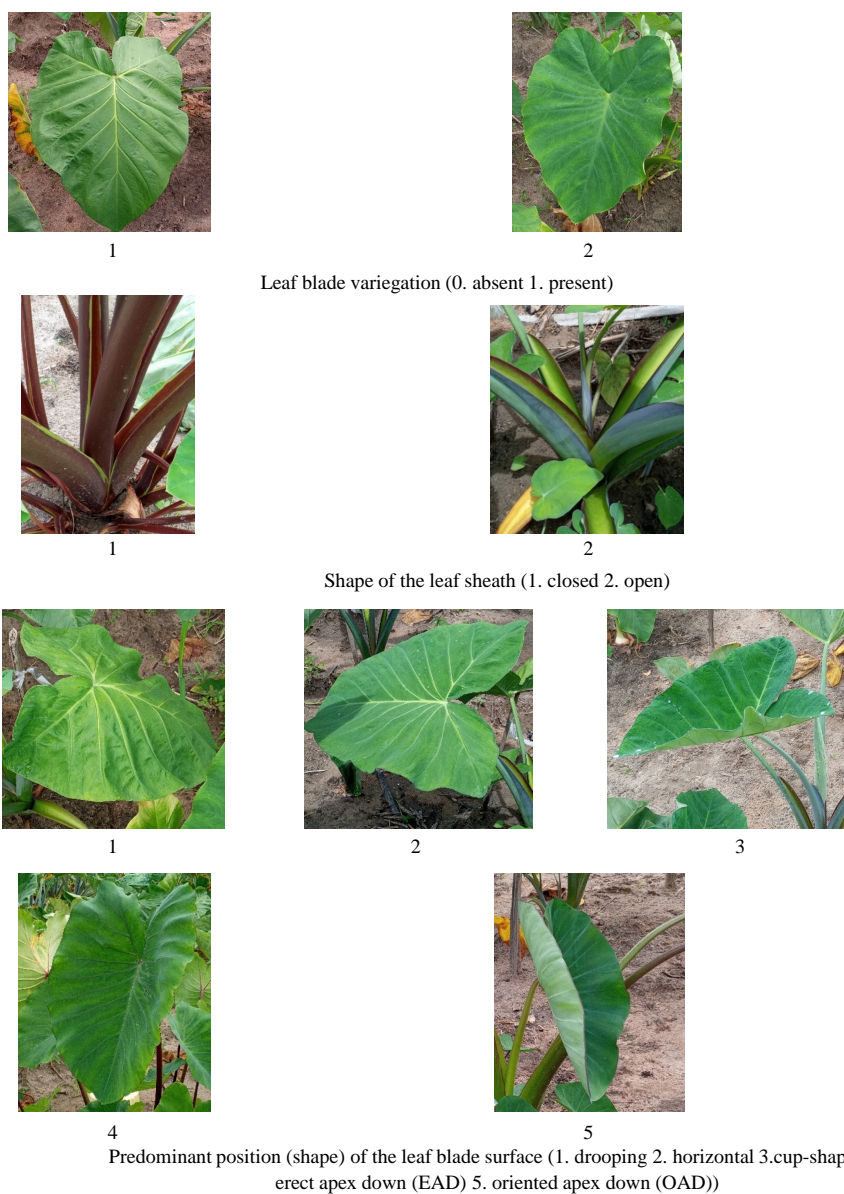 1 2
Leaf blade variegation (0. absent 1. present)
1 2
Shape of the leaf sheath (1. closed 2. open)
1 2 3
4 5
Predominant position (shape) of the leaf blade surface (1. drooping 2. horizontal 3.cup-shap
erect apex down (EAD) 5. oriented apex down (OAD))